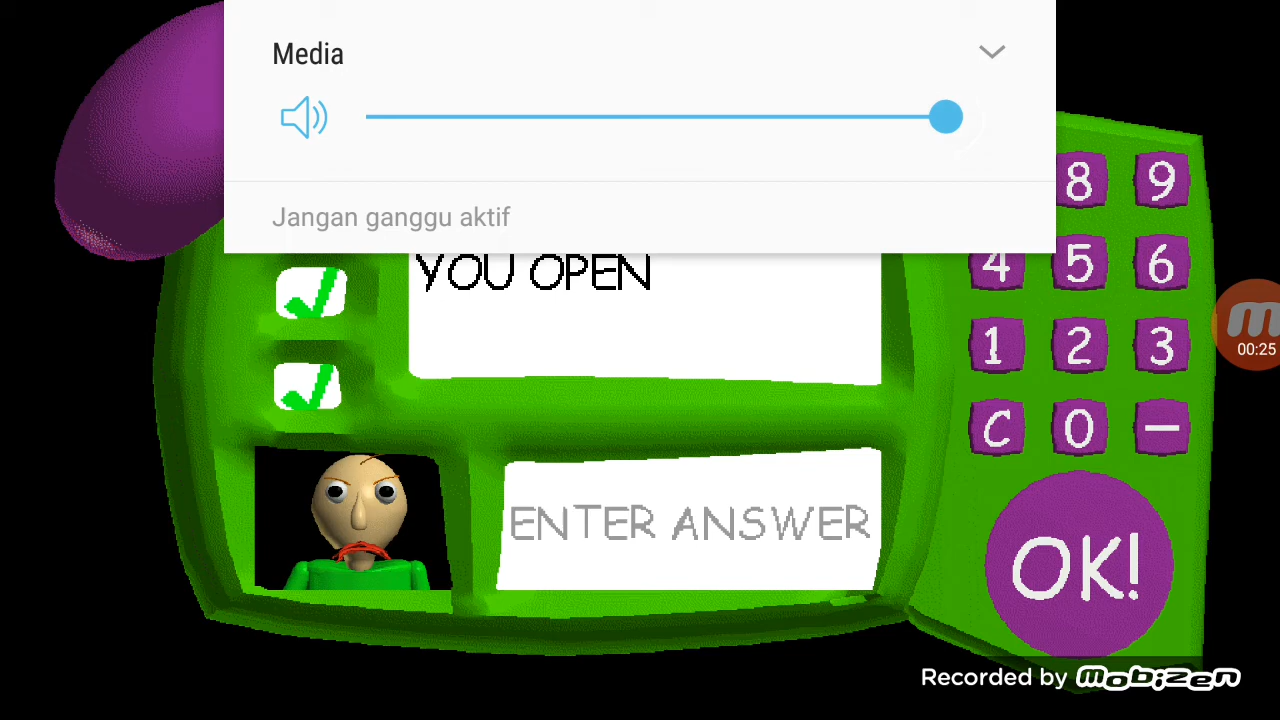 Media
Jangan ganggu aktif
YOU OPEN
8 9
4 5 6
1 2 3
00:25
C 0 –
ENTER ANSWER
OK!
Recorded by mobizen